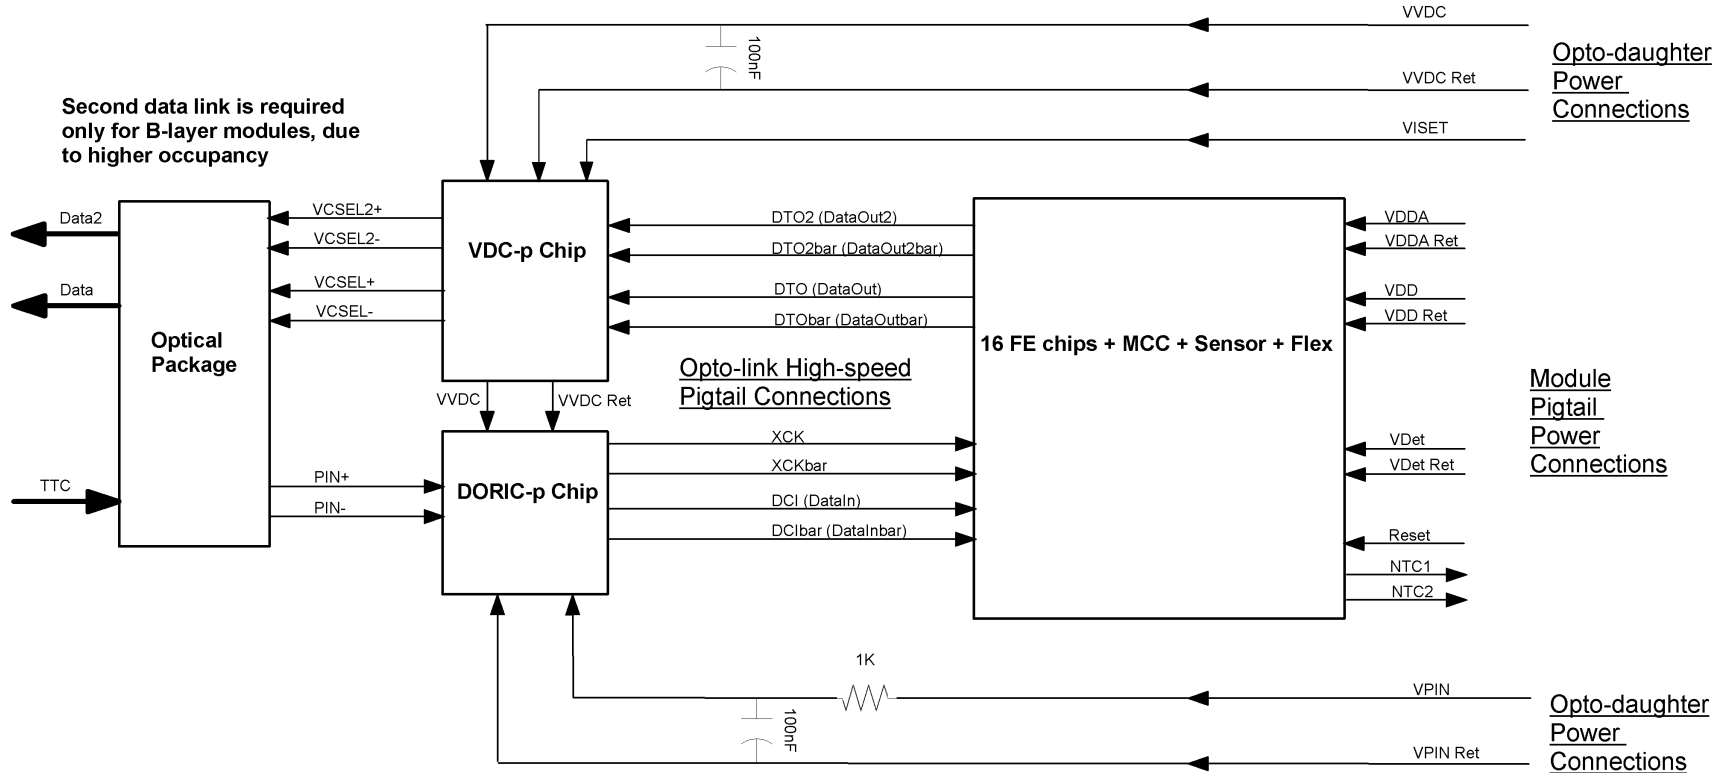 VVDC
100nF
Opto-daughter
Power
Connections
VVDC Ret
VISET
Second data link is required
only for B-layer modules, due
to higher occupancy
Data2
Data
Optical
Package
TTC
VCSEL2+
VCSEL2-
VCSEL+
VCSEL-
VDC-p Chip
DTO2 (DataOut2)
DTO2bar (DataOut2bar)
DTO (DataOut)
DTObar (DataOutbar)
Opto-link High-speed
Pigtail Connections
VVDC
VVDC Ret
PIN+
PIN-
DORIC-p Chip
XCK
XCKbar
DCI (DataIn)
DCIbar (DataInbar)
16 FE chips + MCC + Sensor + Flex
VDDA
VDDA Ret
VDD
VDD Ret
VDet
VDet Ret
Reset
NTC1
NTC2
Module
Pigtail
Power
Connections
1K
100nF
VPIN
VPIN Ret
Opto-daughter
Power
Connections